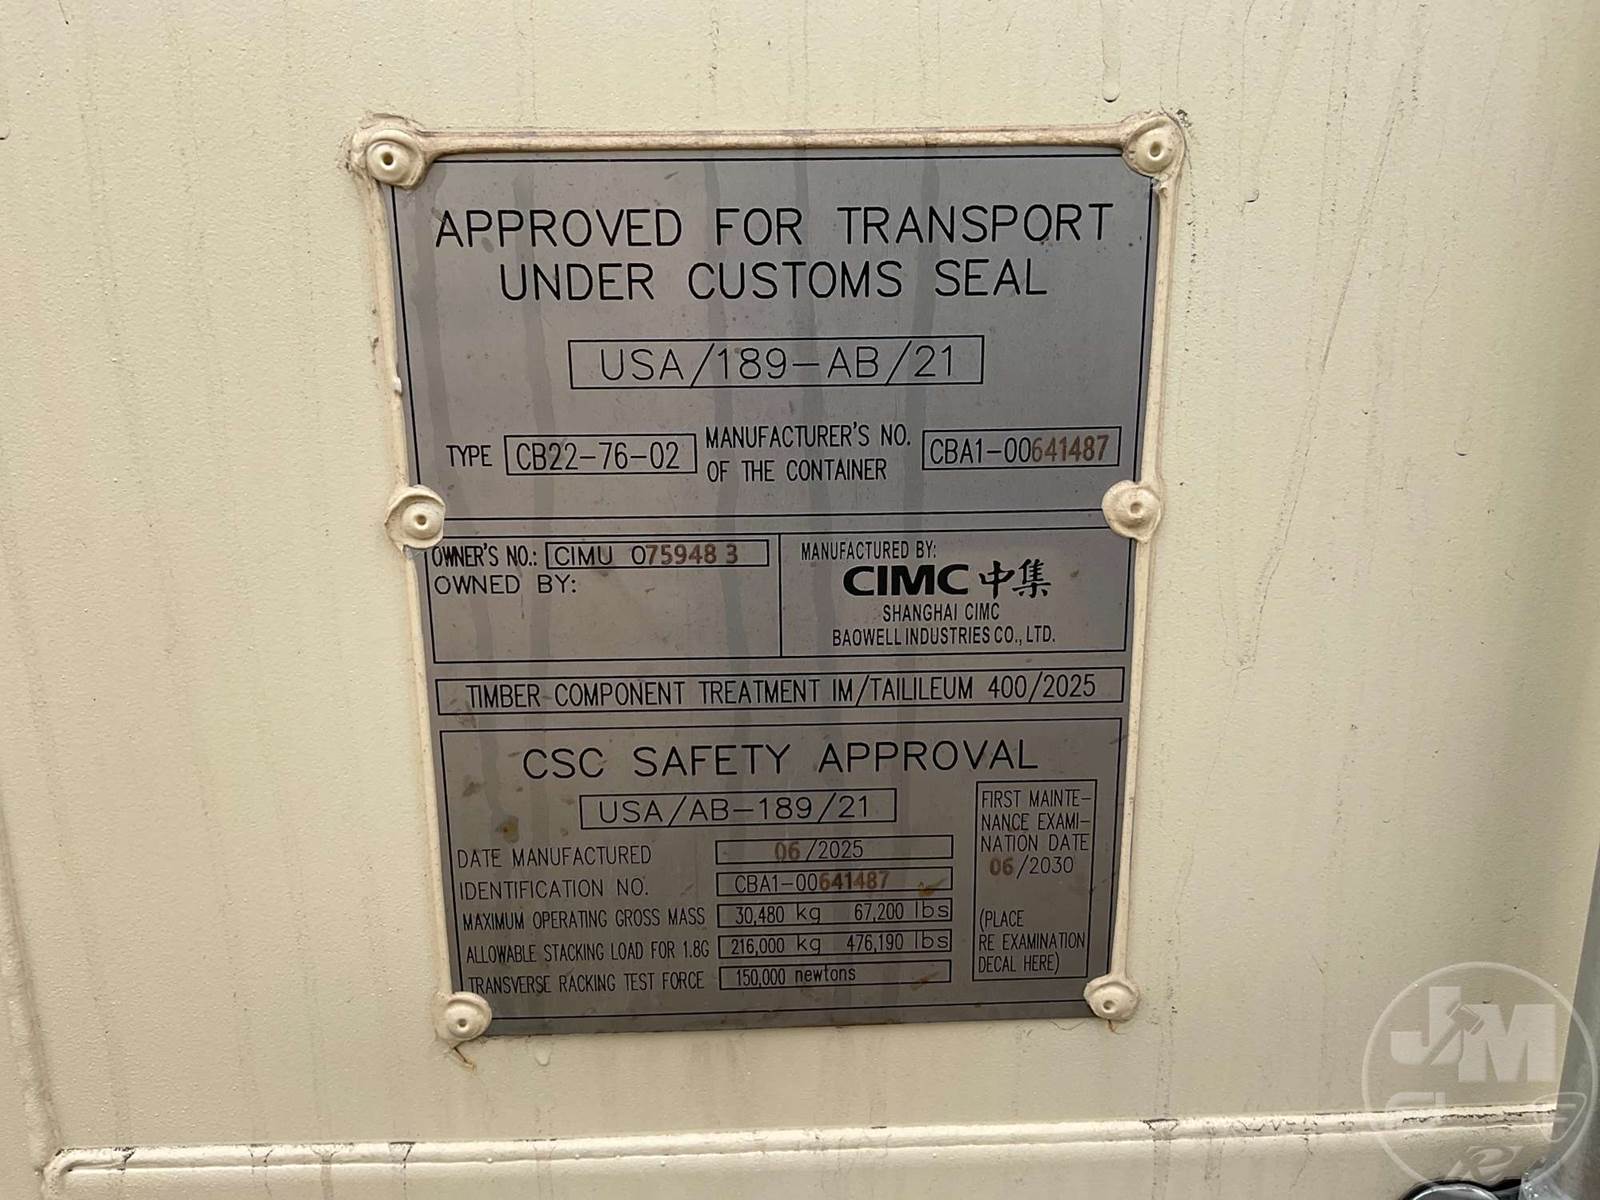 APPROVED FOR TRANSPORT
UNDER CUSTOMS SEAL
USA/189-AB/21
TYPE CB22-76-02 MANUFACTURER'S NO. OF THE CONTAINER CBA1-00641487
OWNER'S NO.: CIMU 075948 3
OWNED BY:
MANUFACTURED BY:
CIMC 中集
SHANGHAI CIMC
BAOWELL INDUSTRIES CO., LTD.
TIMBER COMPONENT TREATMENT IM/TAILILEUM 400/2025
CSC SAFETY APPROVAL
USA/AB-189/21
DATE MANUFACTURED 06/2025
IDENTIFICATION NO. CBA1-00641487
MAXIMUM OPERATING GROSS MASS 30,480 kg 67,200 lbs
ALLOWABLE STACKING LOAD FOR 1.8G 216,000 kg 476,190 lbs
TRANSVERSE RACKING TEST FORCE 150,000 newtons
FIRST MAINTE-
NANCE EXAMI-
NATION DATE
06/2030
(PLACE
RE EXAMINATION
DECAL HERE)
JM